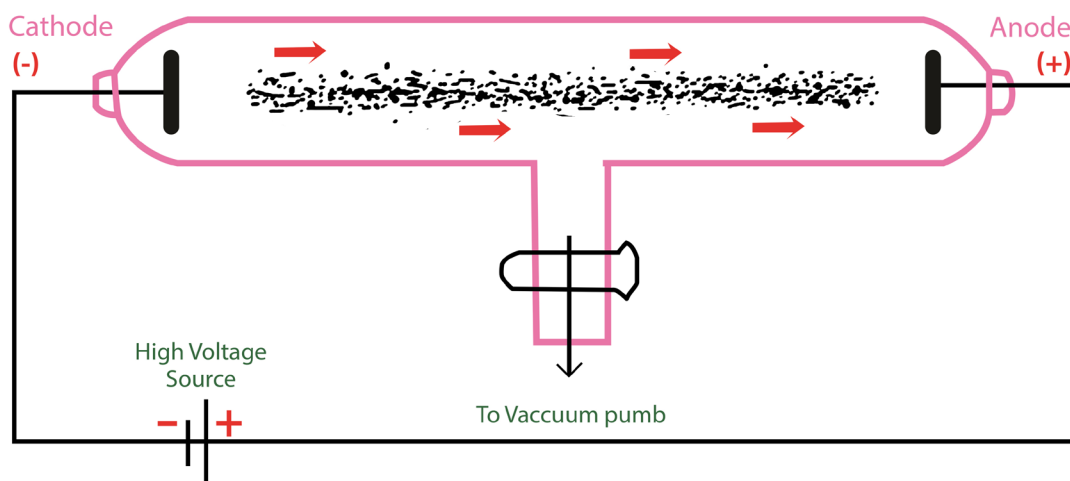 Cathode
(-)
Anode
(+)
High Voltage
Source
- +
To Vaccuum pumb